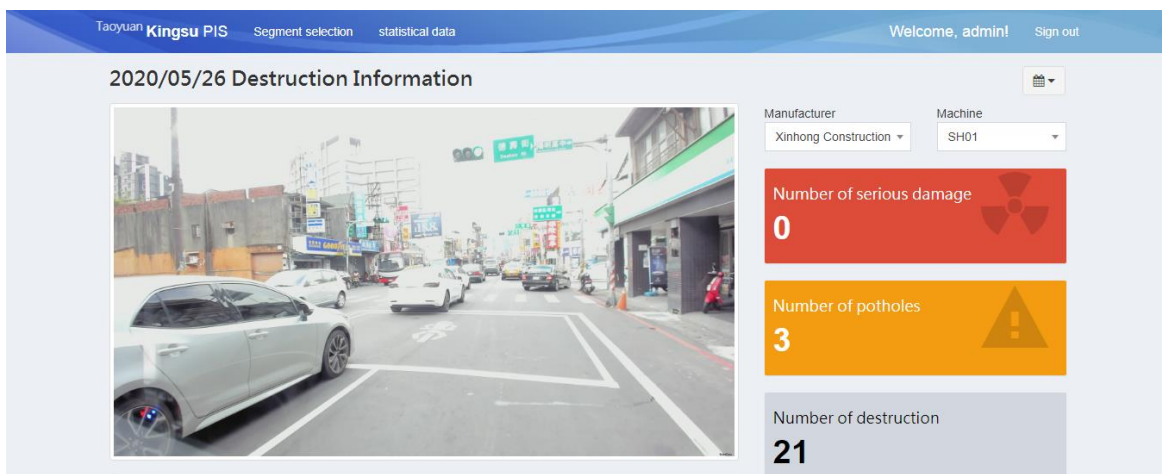 Taoyuan Kingsu PIS Segment selection statistical data Welcome, admin! Sign out
2020/05/26 Destruction Information
Manufacturer Machine
Xinhong Construction SH01
Number of serious damage
0
Number of potholes
3
Number of destruction
21